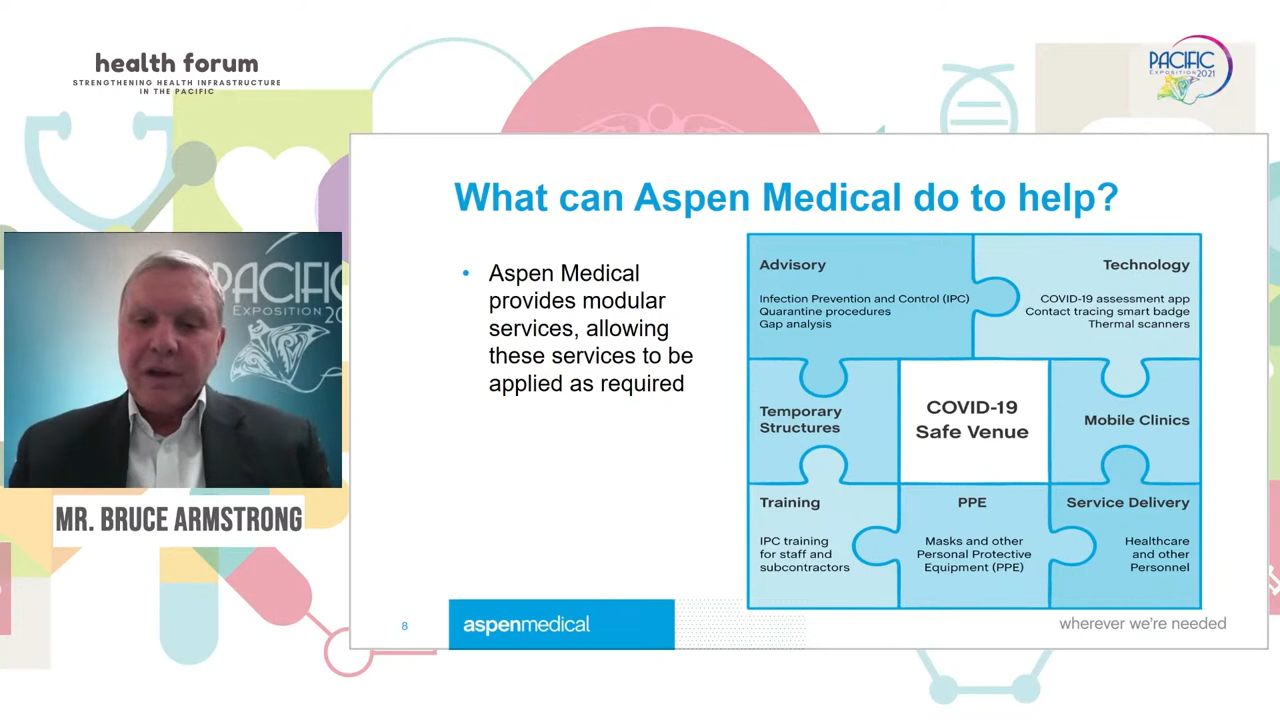 health forum
STRENGTHENING HEALTH INFRASTRUCTURE
IN THE PACIFIC
PACIFIC
EXPOSITION 2021
What can Aspen Medical do to help?
• Aspen Medical
provides modular
services, allowing
these services to be
applied as required
Advisory
Infection Prevention and Control (IPC)
Quarantine procedures
Gap analysis
Technology
COVID-19 assessment app
Contact tracing smart badge
Thermal scanners
Temporary
Structures
COVID-19
Safe Venue
Mobile Clinics
Training
IPC training
for staff and
subcontractors
PPE
Masks and other
Personal Protective
Equipment (PPE)
Service Delivery
Healthcare
and other
Personnel
PACIFIC
EXPOSITION 20
MR. BRUCE ARMSTRONG
8
aspenmedical
wherever we're needed